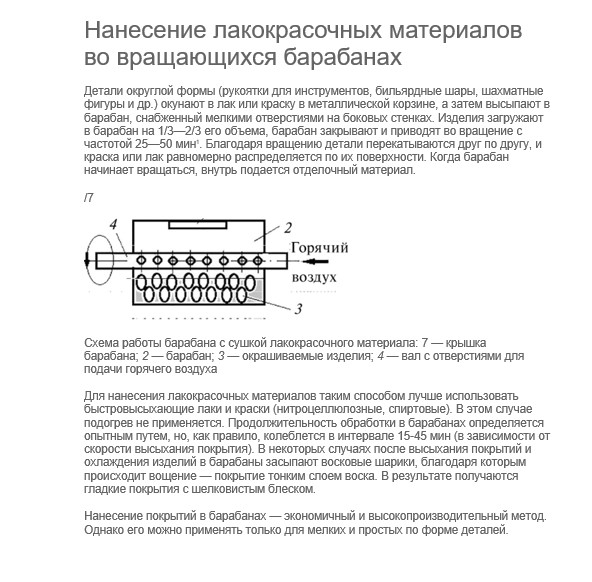 Нанесение лакокрасочных материалов
во вращающихся барабанах
Детали округлой формы (рукоятки для инструментов, бильярдные шары, шахматные
фигуры и др.) окунают в лак или краску в металлической корзине, а затем высыпают в
барабан, снабженный мелкими отверстиями на боковых стенках. Изделия загружают
в барабан на 1/3—2/3 его объема, барабан закрывают и приводят во вращение с
частотой 25—50 мин¹. Благодаря вращению детали перекатываются друг по другу, и
краска или лак равномерно распределяется по их поверхности. Когда барабан
начинает вращаться, внутрь подается отделочный материал.
/7
4
2
Горячий
воздух
3
Схема работы барабана с сушкой лакокрасочного материала: 7 — крышка
барабана; 2 — барабан; 3 — окрашиваемые изделия; 4 — вал с отверстиями для
подачи горячего воздуха
Для нанесения лакокрасочных материалов таким способом лучше использовать
быстровысыхающие лаки и краски (нитроцеллюлозные, спиртовые). В этом случае
подогрев не применяется. Продолжительность обработки в барабанах определяется
опытным путем, но, как правило, колеблется в интервале 15-45 мин (в зависимости от
скорости высыхания покрытия). В некоторых случаях после высыхания покрытий и
охлаждения изделий в барабаны засыпают восковые шарики, благодаря которым
происходит вощение — покрытие тонким слоем воска. В результате получаются
гладкие покрытия с шелковистым блеском.
Нанесение покрытий в барабанах — экономичный и высокопроизводительный метод.
Однако его можно применять только для мелких и простых по форме деталей.